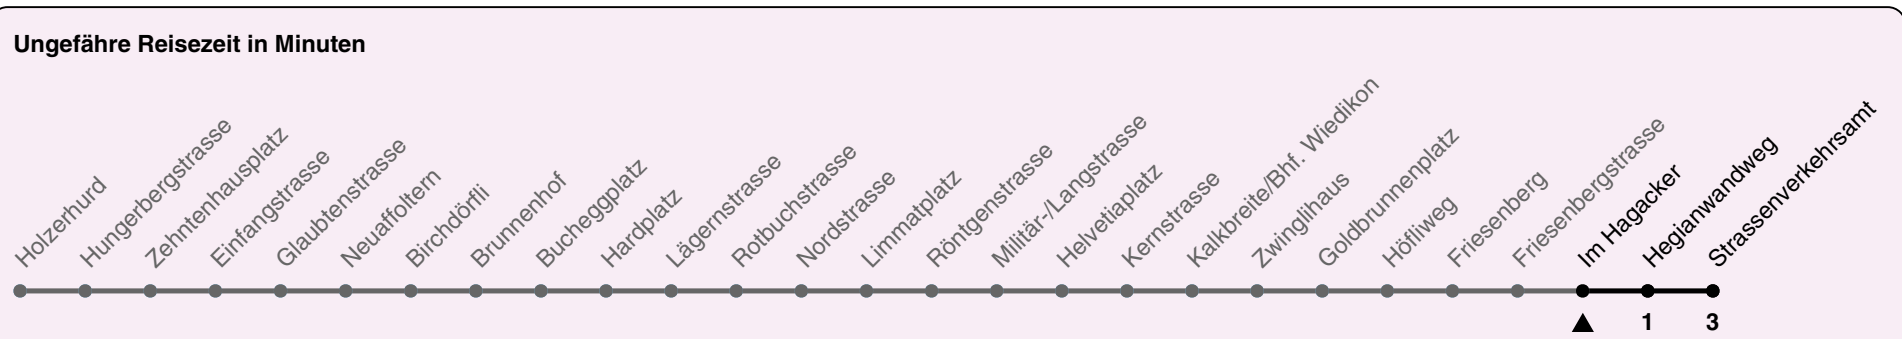 Ungefähre Reisezeit in Minuten
Holzerhurd
Hungerbergstrasse
Zehntenhausplatz
Einfangstrasse
Glaubtenstrasse
Neuaffoltern
Birchdörfli
Brunnenhof
Bucheggplatz
Hardplatz
Lägernstrasse
Rotbuchstrasse
Nordstrasse
Limmatplatz
Röntgenstrasse
Militär-/Langstrasse
Helvetiaplatz
Kernstrasse
Kalkbreite/Bhf. Wiedikon
Zwinglihaus
Goldbrunnenplatz
Höfliweg
Friesenberg
Friesenbergstrasse
Im Hagacker
Hegianwandweg
Strassenverkehrsamt
1 3